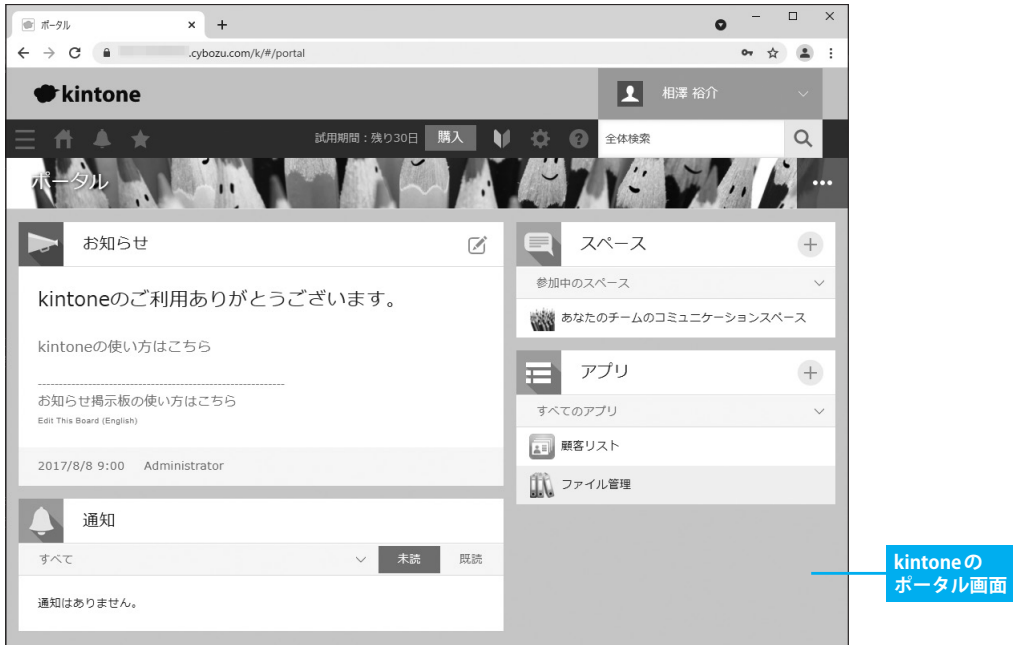 ポータル
.cybozu.com/k/#/portal
kintone
相澤 裕介
試用期間：残り30日
購入
全体検索
ポータル
お知らせ
kintoneのご利用ありがとうございます。
kintoneの使い方はこちら
------------------------------------------------------------
お知らせ掲示板の使い方はこちら
Edit This Board (English)
2017/8/8 9:00 Administrator
通知
すべて
未読
既読
通知はありません。
スペース
参加中のスペース
あなたのチームのコミュニケーションスペース
アプリ
すべてのアプリ
顧客リスト
ファイル管理
kintoneの
ポータル画面